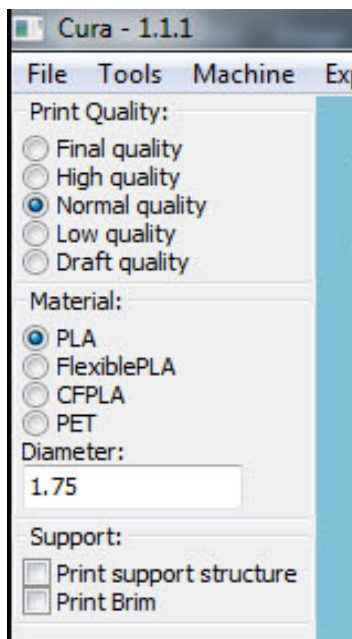 Cura - 1.1.1
File Tools Machine
Print Quality:
Final quality
High quality
Normal quality
Low quality
Draft quality
Material:
PLA
FlexiblePLA
CFPLA
PET
Diameter:
1.75
Support:
Print support structure
Print Brim